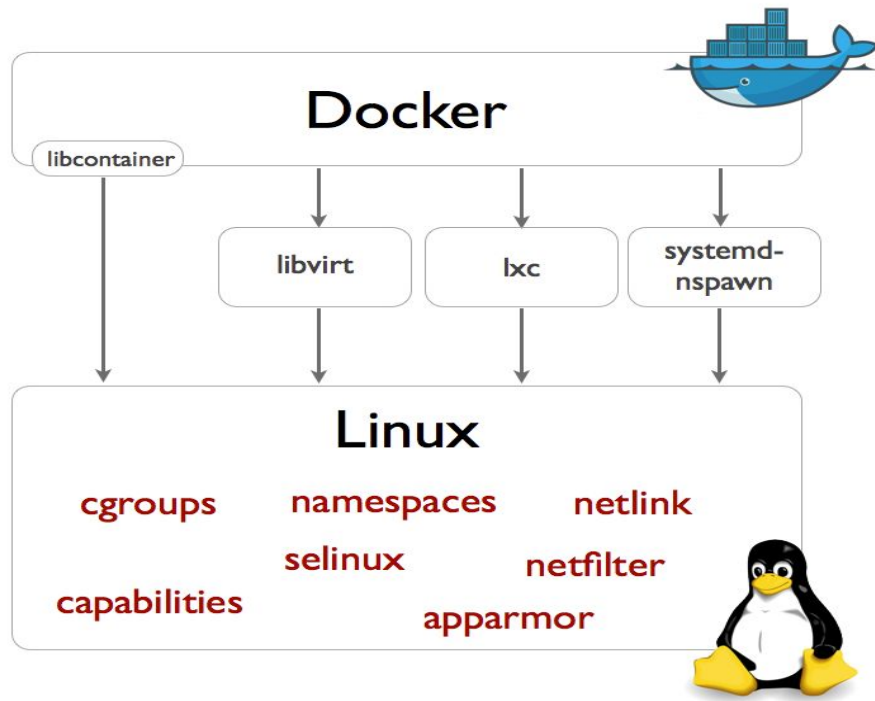 Docker
libcontainer
libvirt
lxc
systemd-
nspawn
Linux
cgroups
namespaces
netlink
selinux
netfilter
capabilities
apparmor